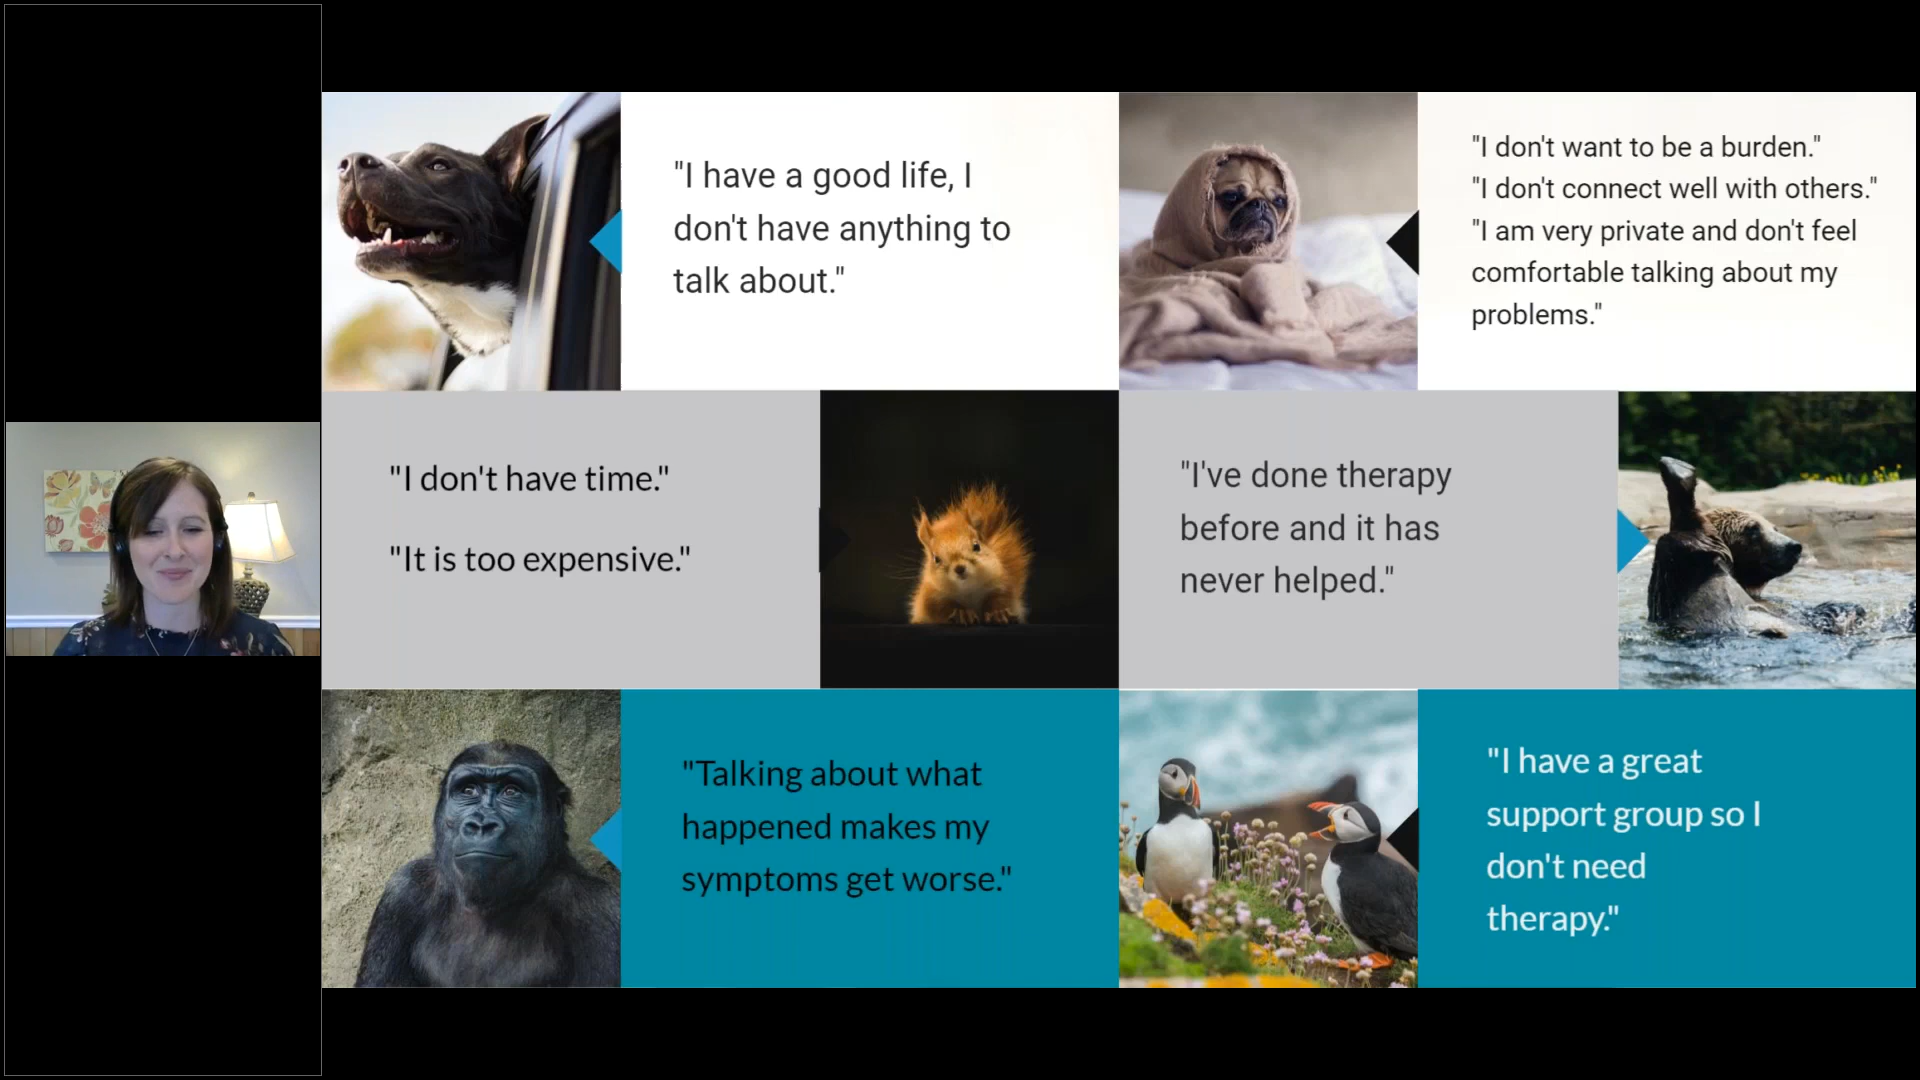 "I have a good life, I
don't have anything to
talk about."
"I don't want to be a burden."
"I don't connect well with others."
"I am very private and don't feel
comfortable talking about my
problems."
"I don't have time."
"It is too expensive."
"I've done therapy
before and it has
never helped."
"Talking about what
happened makes my
symptoms get worse."
"I have a great
support group so I
don't need
therapy."